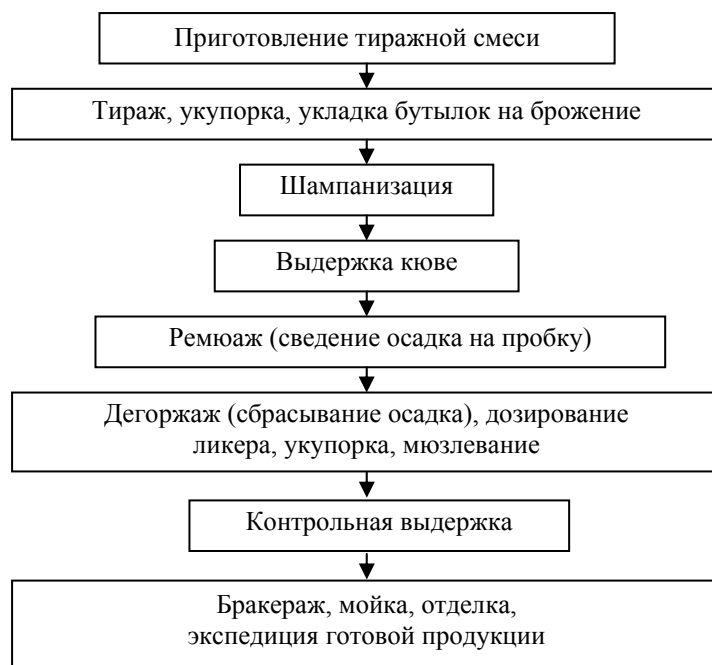 Приготовление тиражной смеси
Тираж, укупорка, укладка бутылок на брожение
Шампанизация
Выдержка кюве
Ремюаж (сведение осадка на пробку)
Дегоржаж (сбрасывание осадка), дозирование
ликера, укупорка, мюзлевание
Контрольная выдержка
Бракераж, мойка, отделка,
экспедиция готовой продукции